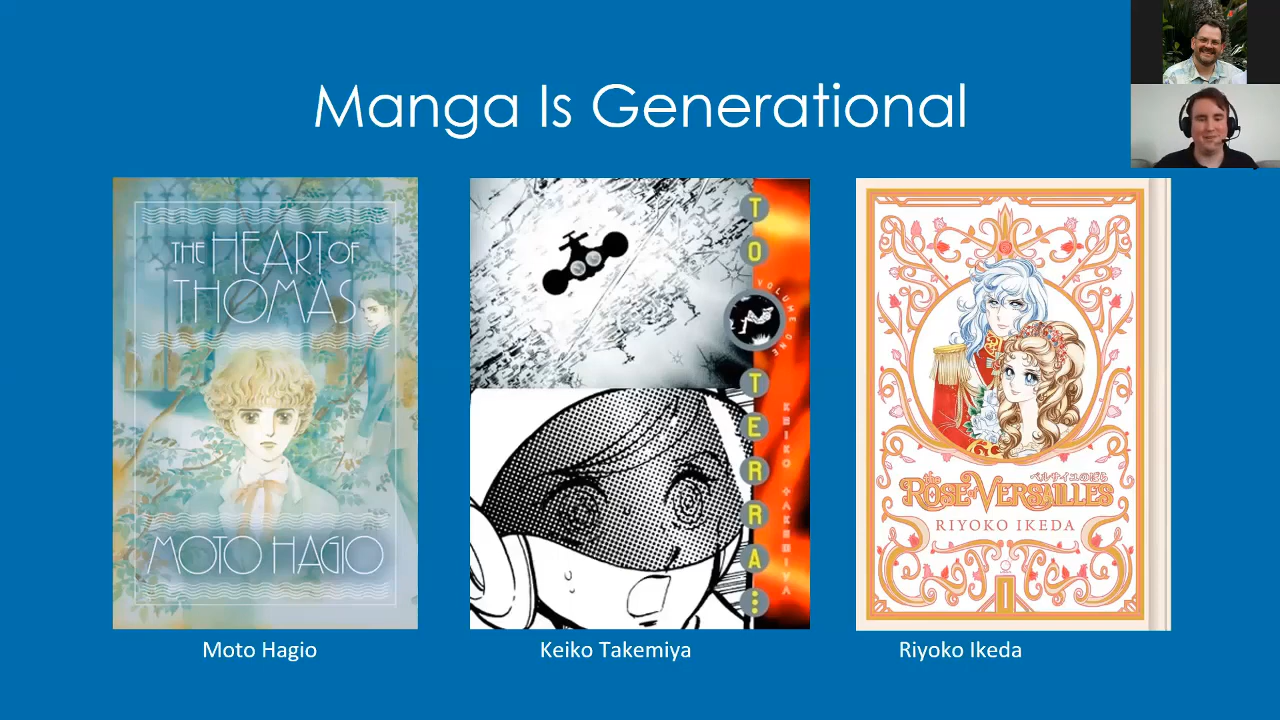 Manga Is Generational
THE HEART OF
THOMAS
MOTO HAGIO
TO TERRA...
VOLUME ONE
KEIKO TAKEMIYA
ベルサイユのばら
the
ROSE of VERSAILLES
RIYOKO IKEDA
1
Moto Hagio
Keiko Takemiya
Riyoko Ikeda